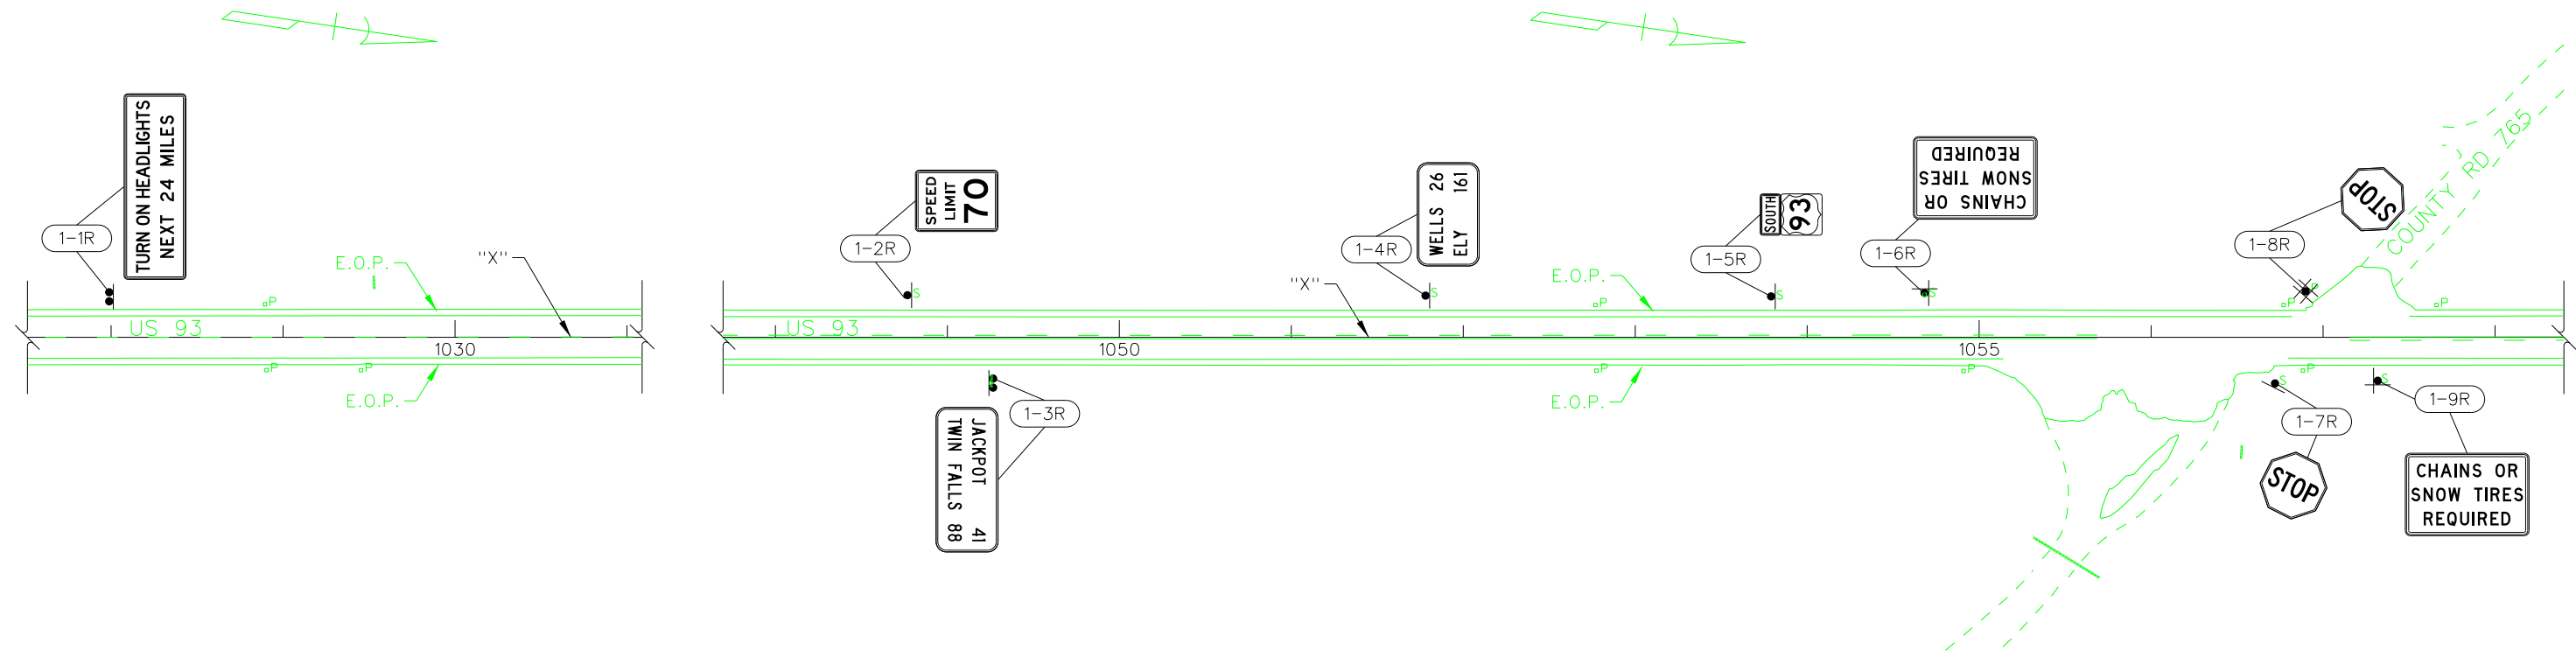 TURN ON HEADLIGHTS
NEXT 24 MILES
1-1R
E.O.P.
"X"
P
US 93
1030
P
P
E.O.P.
SPEED
LIMIT
70
1-2R
S
US 93
1050
1-3R
JACKPOT 41
TWIN FALLS 88
WELLS 26
ELY 161
1-4R
S
"X"
E.O.P.
P
P
E.O.P.
SOUTH
93
1-5R
S
CHAINS OR
SNOW TIRES
REQUIRED
1-6R
S
1055
P
STOP
1-8R
P
P
COUNTY RD 765
P
S
P
1-7R
STOP
S
1-9R
CHAINS OR
SNOW TIRES
REQUIRED